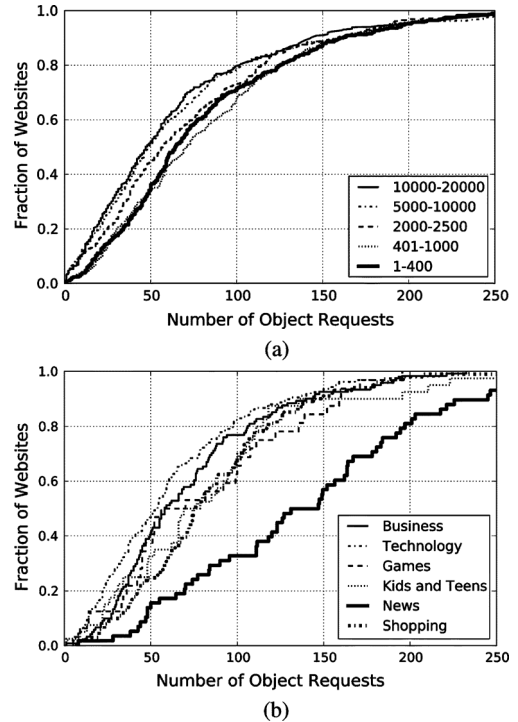 1.0
0.8
0.6
0.4
0.2
0.0
Fraction of Websites
10000-20000
5000-10000
2000-2500
401-1000
1-400
0 50 100 150 200 250
Number of Object Requests
(a)
1.0
0.8
0.6
0.4
0.2
0.0
Fraction of Websites
Business
Technology
Games
Kids and Teens
News
Shopping
0 50 100 150 200 250
Number of Object Requests
(b)